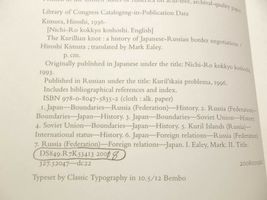 Library of Congress Cataloging-in-Publication Data
Kimura, Hiroshi, 1936-
[Nichi-Ro kokkyo koshoshi. English]
The Kurillian knot : a history of Japanese-Russian border negotiations /
Hiroshi Kimura ; translated by Mark Ealey.
p. cm.
Originally published in Japanese under the title: Nichi-Ro kokkyo koshoshi
1993.
Published in Russian under the title: Kuril'skaia problema, 1996.
Includes bibliographical references and index.
ISBN 978-0-8047-5835-2 (cloth : alk. paper)
1. Japan--Boundaries--Russia (Federation)--History. 2. Russia (Federation)--
Boundaries--Japan--History. 3. Japan--Boundaries--Soviet Union--History.
4. Soviet Union--Boundaries--Japan--History. 5. Kuril Islands (Russia)--
International status--History. 6. Japan--Foreign relations--Russia (Federation)
7. Russia (Federation)--Foreign relations--Japan. I. Ealey, Mark. II. Title.
DS849.R7K53413 2008
327.52047--dc22
Typeset by Classic Typography in 10.5/12 Bembo